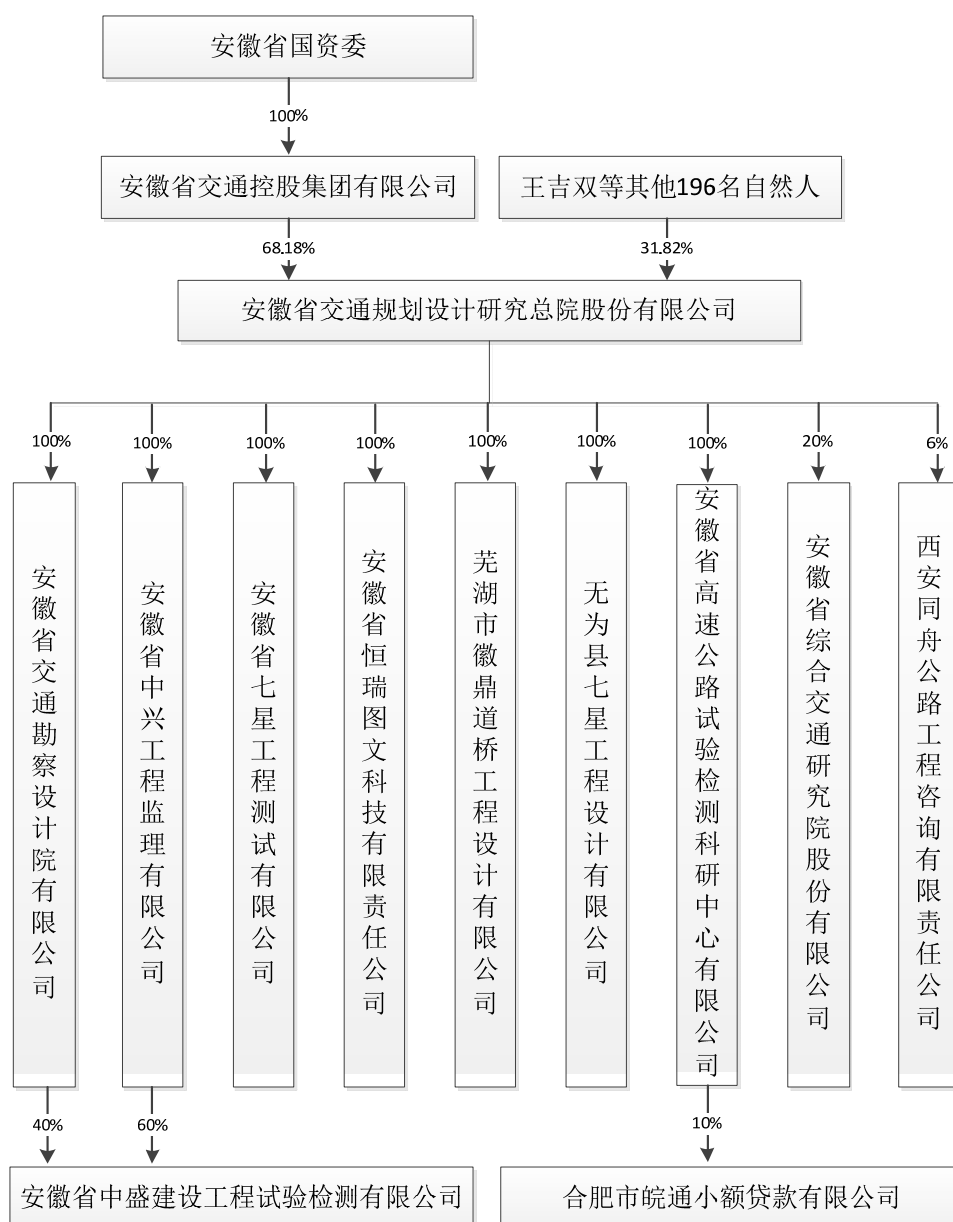 安徽省国资委
100%
安徽省交通控股集团有限公司
王吉双等其他196名自然人
68.18%
31.82%
安徽省交通规划设计研究总院股份有限公司
100%
100%
100%
100%
100%
100%
100%
20%
6%
安徽省交通勘察设计院有限公司
安徽省中兴工程监理有限公司
安徽省七星工程测试有限公司
安徽省恒瑞图文科技有限责任公司
芜湖市徽鼎道桥工程设计有限公司
无为县七星工程设计有限公司
安徽省高速公路试验检测科研中心有限公司
安徽省综合交通研究院股份有限公司
西安同舟公路工程咨询有限责任公司
40%
60%
10%
安徽省中盛建设工程试验检测有限公司
合肥市皖通小额贷款有限公司